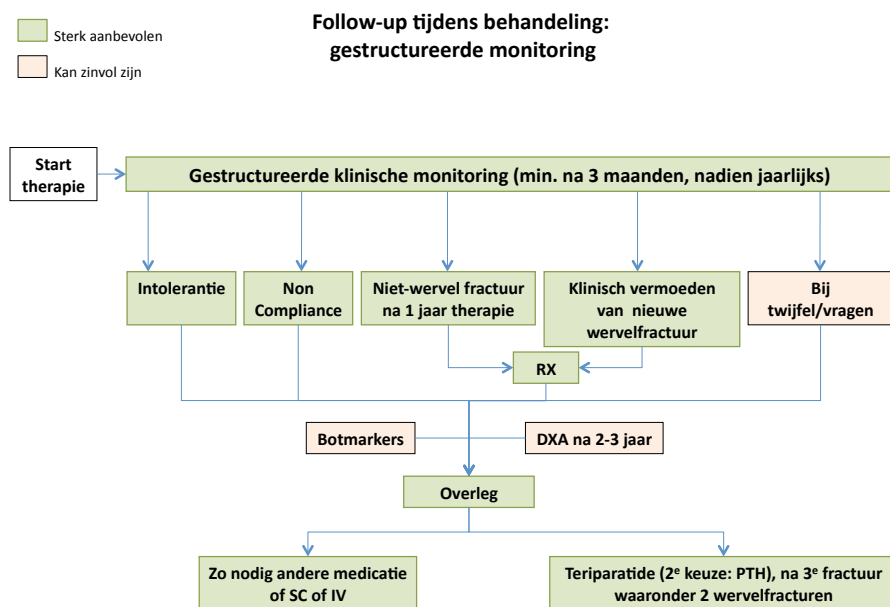 Follow-up tijdens behandeling:
gestructureerde monitoring
Sterk aanbevolen
Kan zinvol zijn
Start
therapie
Gestructureerde klinische monitoring (min. na 3 maanden, nadien jaarlijks)
Intolerantie
Non
Compliance
Niet-wervel fractuur
na 1 jaar therapie
Klinisch vermoeden
van nieuwe
wervelfractuur
Bij
twijfel/vragen
RX
Botmarkers
DXA na 2-3 jaar
Overleg
Zo nodig andere medicatie
of SC of IV
Teriparatide (2e keuze: PTH), na 3e fractuur
waaronder 2 wervelfracturen